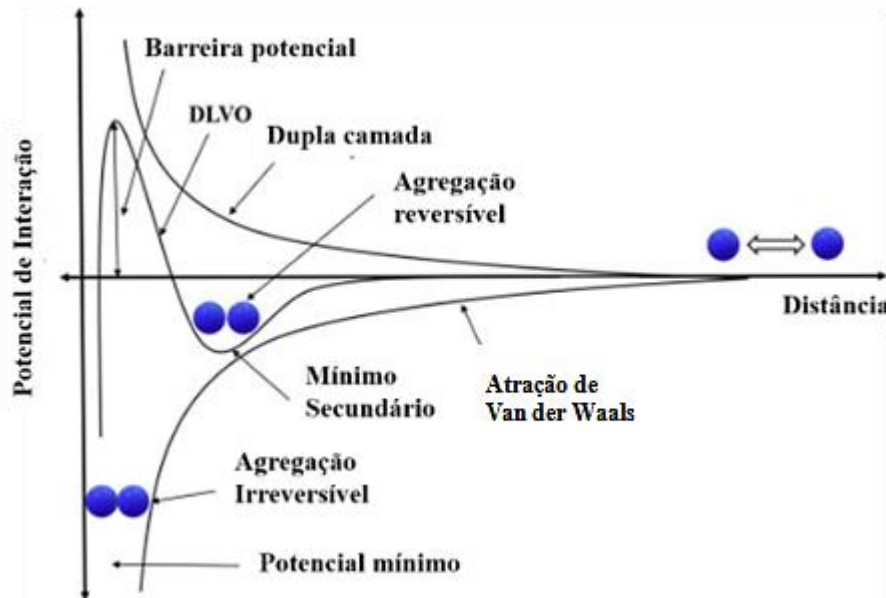 Barreira potencial
DLVO
Dupla camada
Agregação
reversível
Potencial de Interação
Distância
Mínimo
Secundário
Atração de
Van der Waals
Agregação
Irreversível
Potencial mínimo